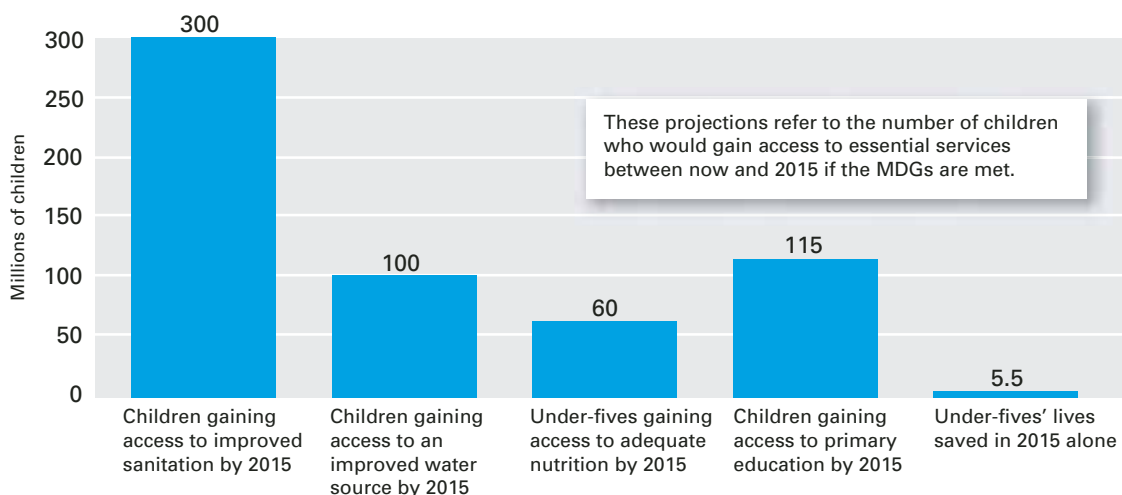 Millions of children
300
250
200
150
100
50
0
300
100
60
115
5.5
These projections refer to the number of children
who would gain access to essential services
between now and 2015 if the MDGs are met.
Children gaining
access to improved
sanitation by 2015
Children gaining
access to an
improved water
source by 2015
Under-fives gaining
access to adequate
nutrition by 2015
Children gaining
access to primary
education by 2015
Under-fives’ lives
saved in 2015 alone